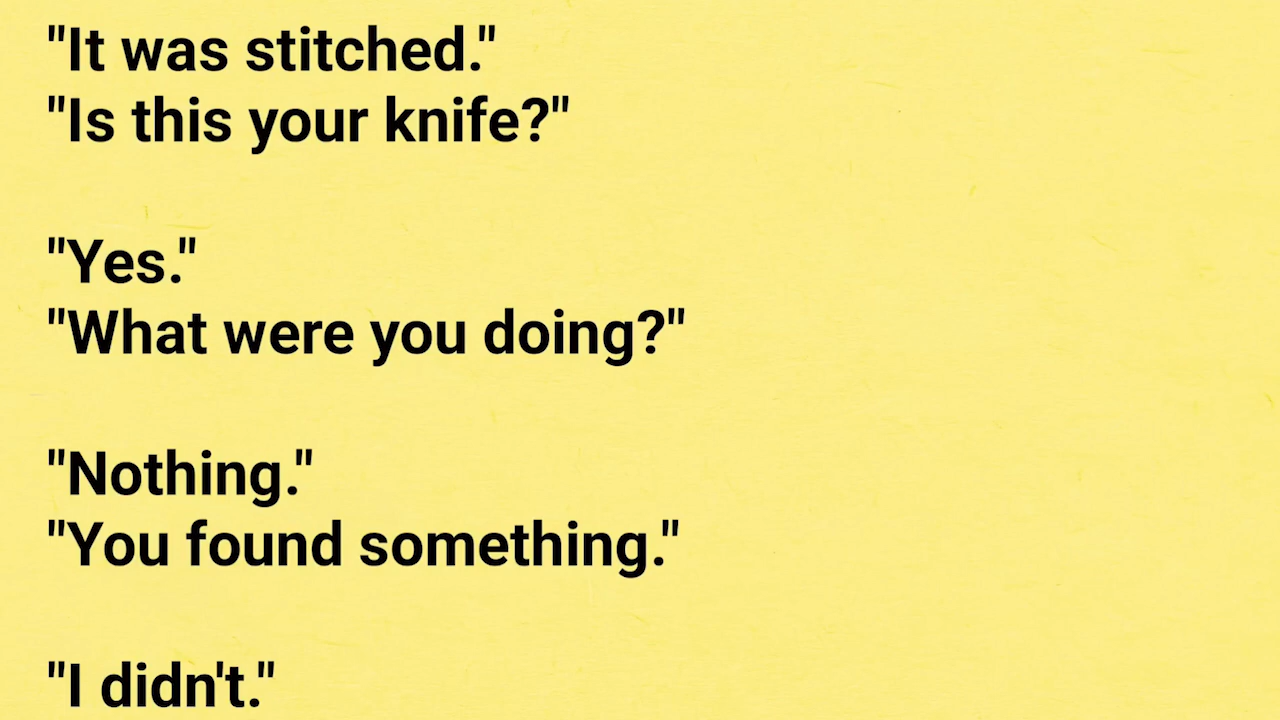 "It was stitched."
"Is this your knife?"
"Yes."
"What were you doing?"
"Nothing."
"You found something."
"I didn't."